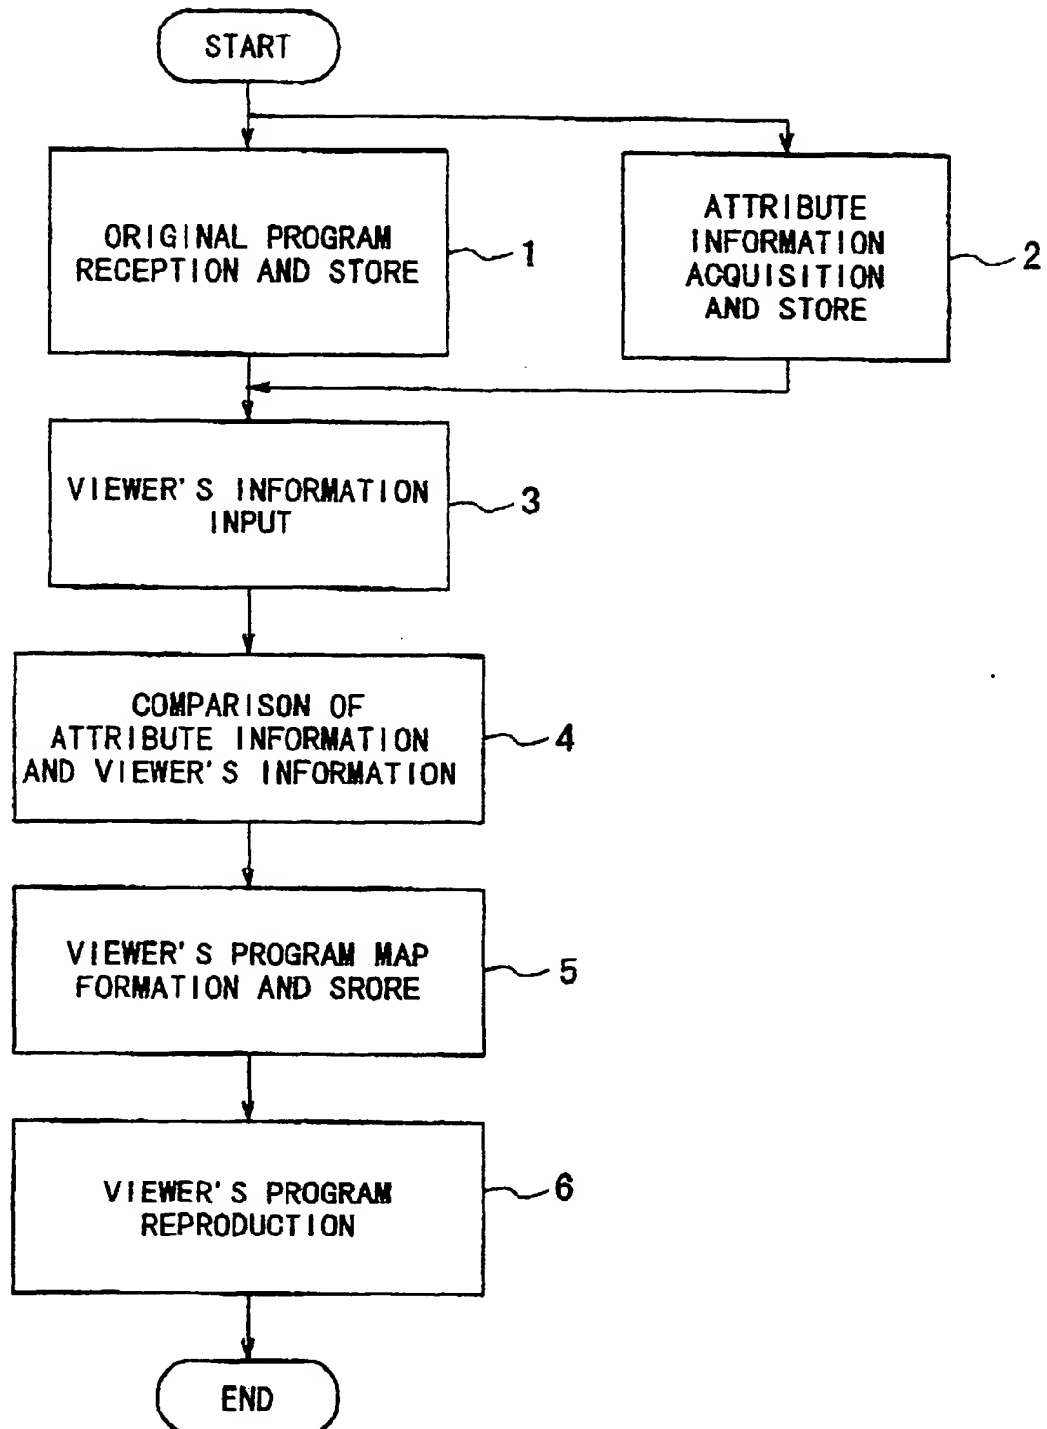 START
ORIGINAL PROGRAM
RECEPTION AND STORE
1
ATTRIBUTE
INFORMATION
ACQUISITION
AND STORE
2
VIEWER'S INFORMATION
INPUT
3
COMPARISON OF
ATTRIBUTE INFORMATION
AND VIEWER'S INFORMATION
4
VIEWER'S PROGRAM MAP
FORMATION AND SRORE
5
VIEWER'S PROGRAM
REPRODUCTION
6
END